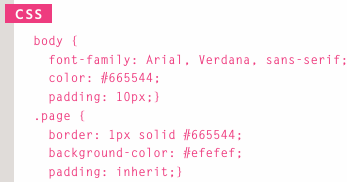 CSS
body {
font-family: Arial, Verdana, sans-serif;
color: #665544;
padding: 10px;}
.page {
border: 1px solid #665544;
background-color: #efefef;
padding: inherit;}